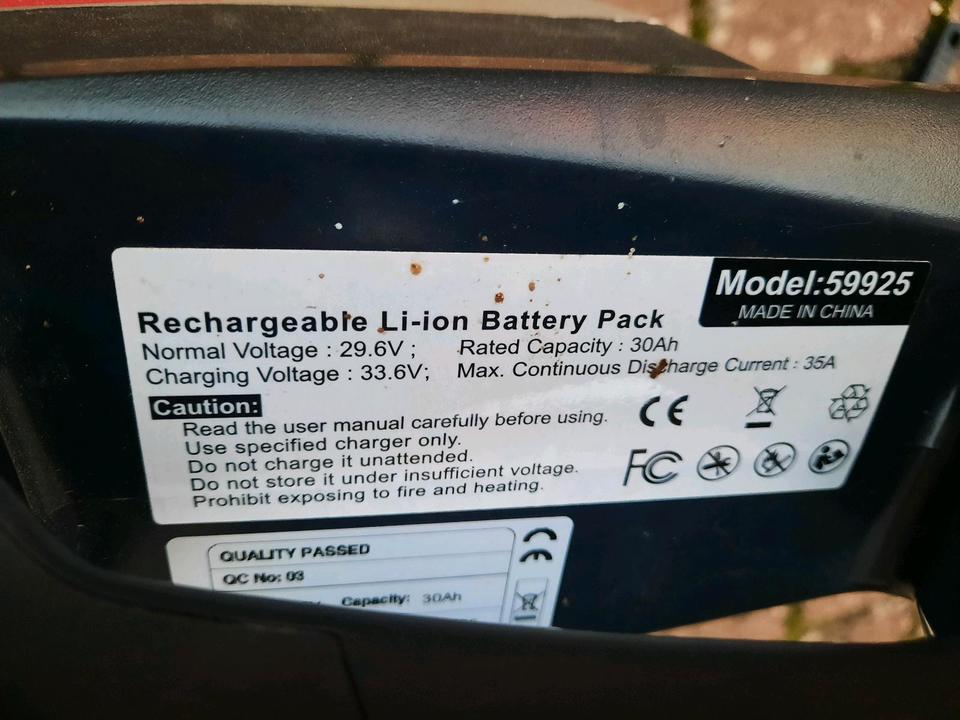 Model:59925
MADE IN CHINA
Rechargeable Li-ion Battery Pack
Normal Voltage : 29.6V ; Rated Capacity : 30Ah
Charging Voltage : 33.6V; Max. Continuous Discharge Current : 35A
Caution:
Read the user manual carefully before using.
Use specified charger only.
Do not charge it unattended.
Do not store it under insufficient voltage.
Prohibit exposing to fire and heating.
CE
FC
QUALITY PASSED
QC No: 03
Capacity: 30Ah
CE